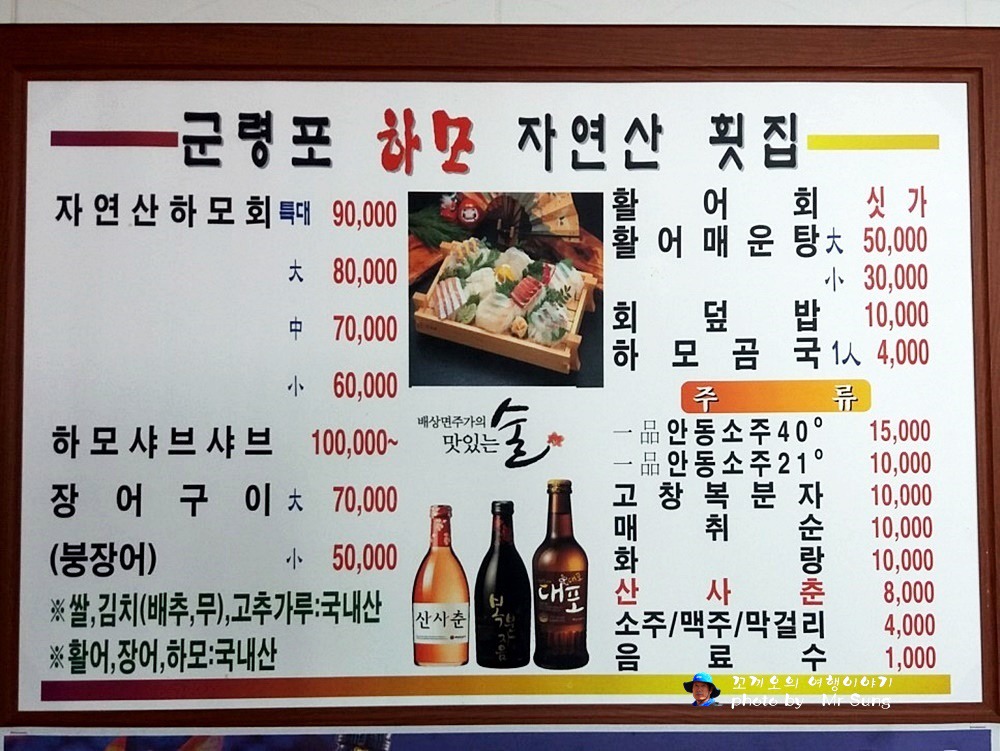 군령포 하모 자연산 횟집
자연산하모회 特대 90,000
大 80,000
中 70,000
小 60,000
하모샤브샤브 100,000~
장어구이 大 70,000
(붕장어) 小 50,000
※쌀,김치(배추,무),고추가루:국내산
※활어,장어,하모:국내산
배상면주가의
맛있는 술
산사춘
복분자음
대포
활어회 싯가
활어매운탕 大 50,000
小 30,000
회덮밥 10,000
하모곰국 1人 4,000
주류
一品안동소주40° 15,000
一品안동소주21° 10,000
고창복분자 10,000
매취순 10,000
화랑 10,000
산사춘 8,000
소주/맥주/막걸리 4,000
음료수 1,000
꼬끼오의 여행이야기
photo by Mr Sung